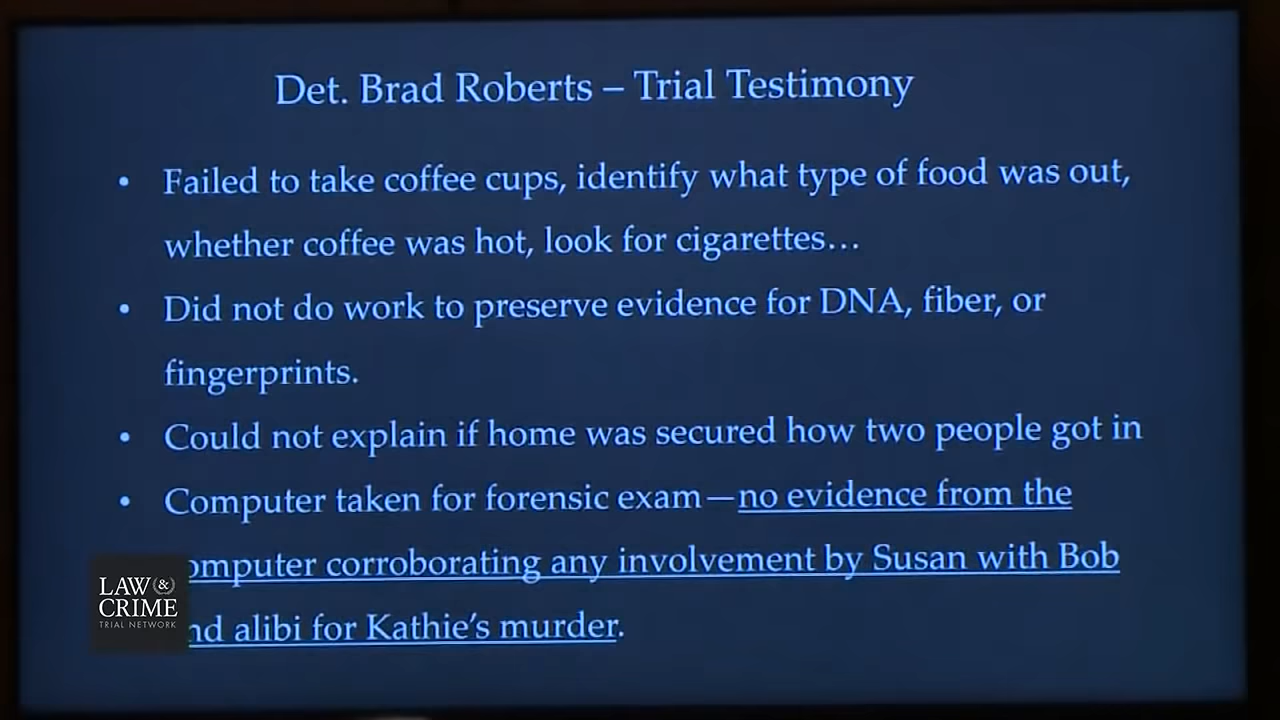 Det. Brad Roberts – Trial Testimony
• Failed to take coffee cups, identify what type of food was out,
whether coffee was hot, look for cigarettes…
• Did not do work to preserve evidence for DNA, fiber, or
fingerprints.
• Could not explain if home was secured how two people got in
• Computer taken for forensic exam—no evidence from the
omputer corroborating any involvement by Susan with Bob
nd alibi for Kathie's murder.
LAW &
CRIME
TRIAL NETWORK